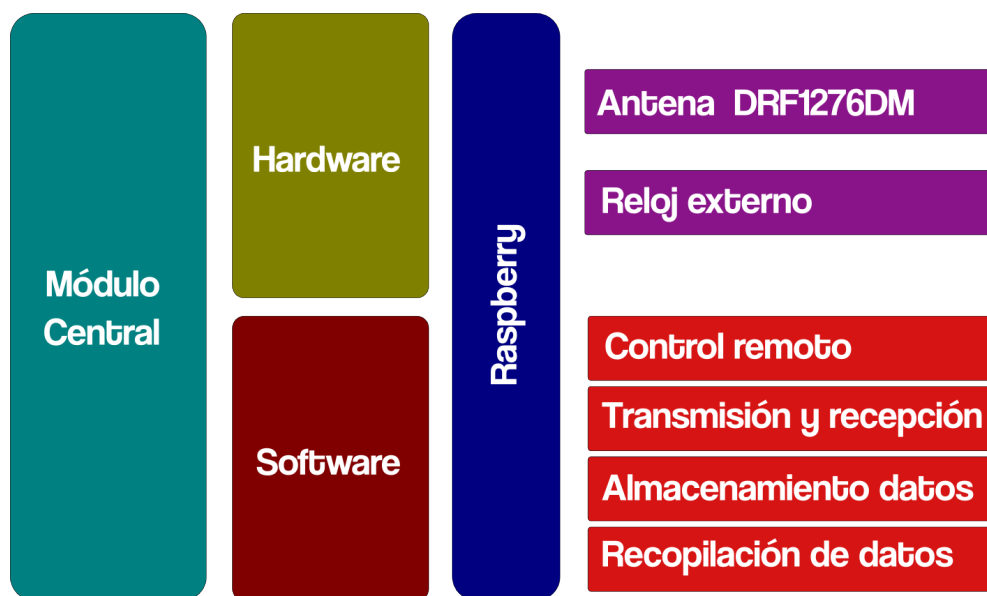 Módulo
Central
Hardware
Software
Raspberry
Antena DRF1276DM
Reloj externo
Control remoto
Transmisión y recepción
Almacenamiento datos
Recopilación de datos